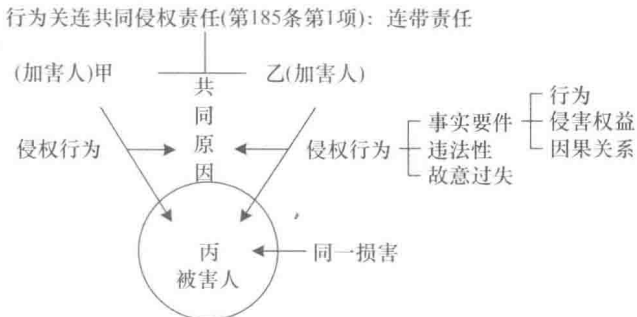 行为关连共同侵权责任(第185条第1项)：连带责任
(加害人)甲
乙(加害人)
共同原因
侵权行为
侵权行为
事实要件
违法性
故意过失
行为
侵害权益
因果关系
丙
被害人
同一损害